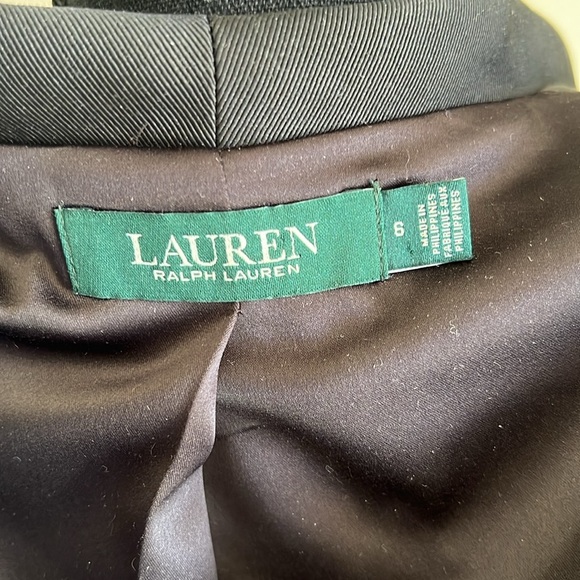 LAUREN
RALPH LAUREN
6
MADE IN
PHILIPPINES
FABRIQUE AUX
PHILIPPINES